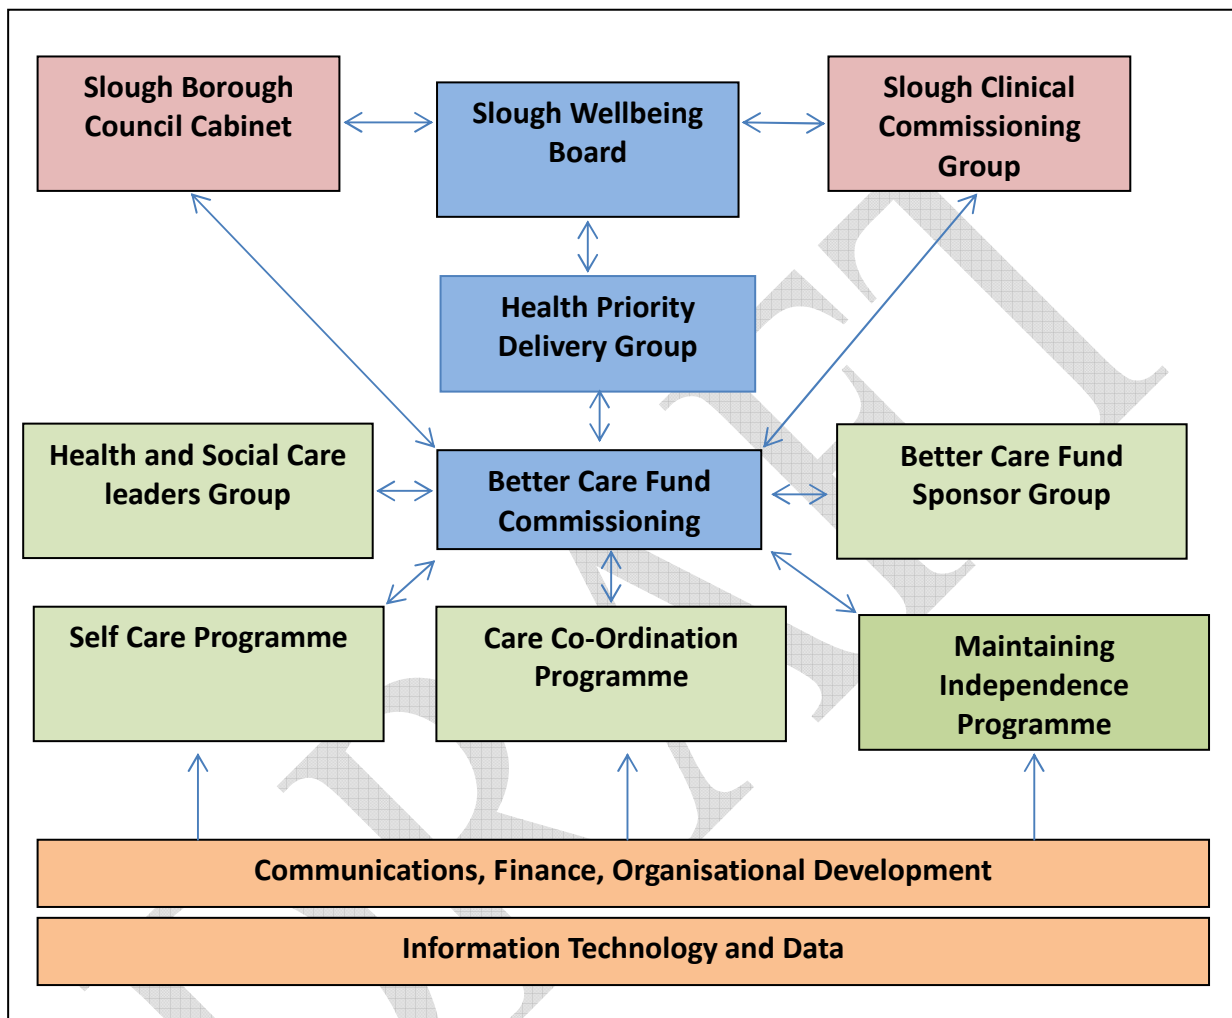 Slough Borough
Council Cabinet
Slough Wellbeing
Board
Slough Clinical
Commissioning
Group
Health Priority
Delivery Group
Health and Social Care
leaders Group
Better Care Fund
Commissioning
Better Care Fund
Sponsor Group
Self Care Programme
Care Co-Ordination
Programme
Maintaining
Independence
Programme
Communications, Finance, Organisational Development
Information Technology and Data
DRAFT